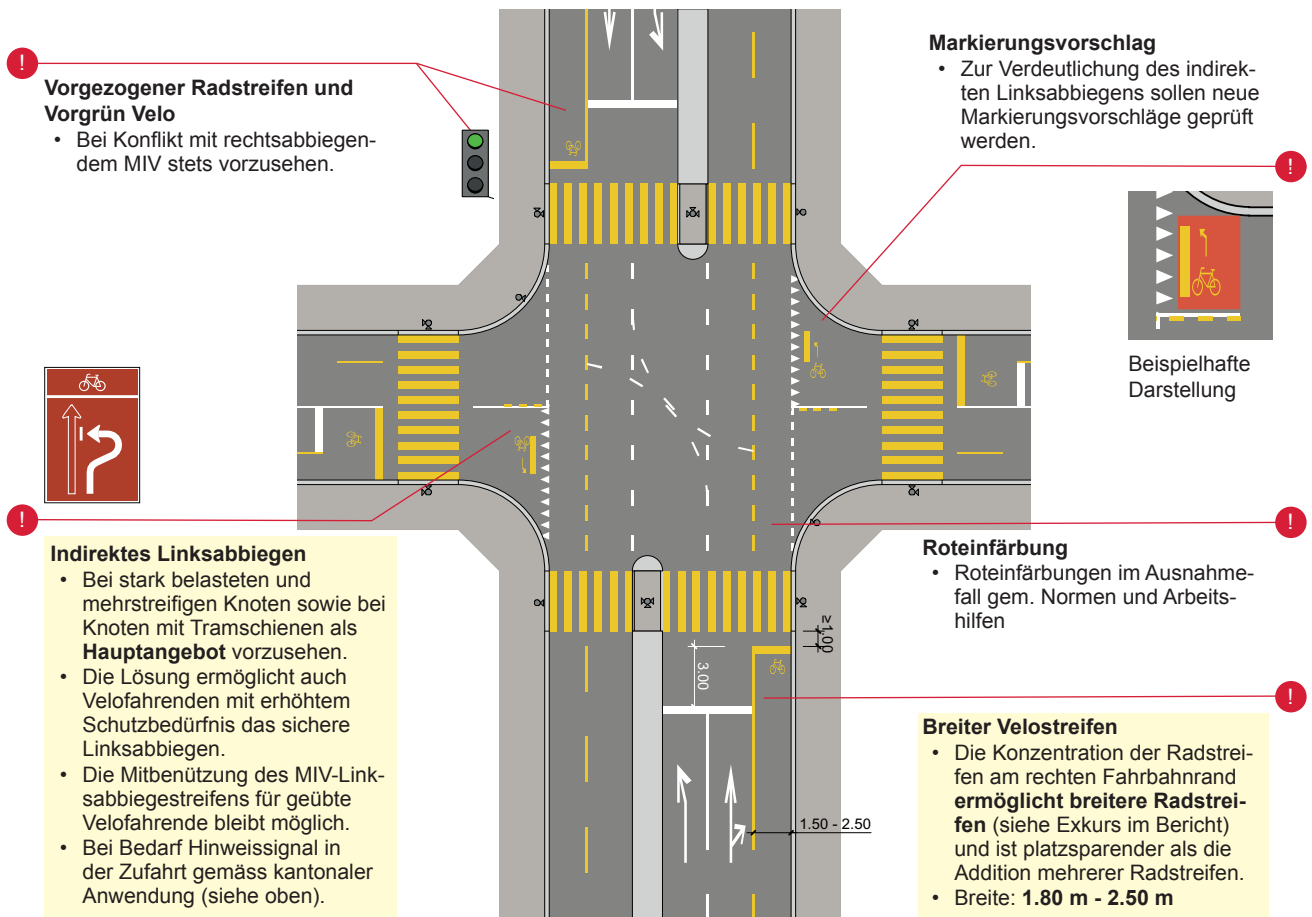 !
Vorgezogener Radstreifen und
Vorgrün Velo
• Bei Konflikt mit rechtsabbiegen-
dem MIV stets vorzusehen.
Markierungsvorschlag
• Zur Verdeutlichung des indirek-
ten Linksabbiegens sollen neue
Markierungsvorschläge geprüft
werden.
!
Beispielhafte
Darstellung
!
Indirektes Linksabbiegen
• Bei stark belasteten und
mehrstreifigen Knoten sowie bei
Knoten mit Tramschienen als
Hauptangebot vorzusehen.
• Die Lösung ermöglicht auch
Velofahrenden mit erhöhtem
Schutzbedürfnis das sichere
Linksabbiegen.
• Die Mitbenützung des MIV-Link-
sabbiegestreifens für geübte
Velofahrende bleibt möglich.
• Bei Bedarf Hinweissignal in
der Zufahrt gemäss kantonaler
Anwendung (siehe oben).
!
Roteinfärbung
• Roteinfärbungen im Ausnahme-
fall gem. Normen und Arbeits-
hilfen
≥1.00
3.00
1.50 - 2.50
!
Breiter Velostreifen
• Die Konzentration der Radstrei-
fen am rechten Fahrbahnrand
ermöglicht breitere Radstrei-
fen (siehe Exkurs im Bericht)
und ist platzsparender als die
Addition mehrerer Radstreifen.
• Breite: 1.80 m - 2.50 m